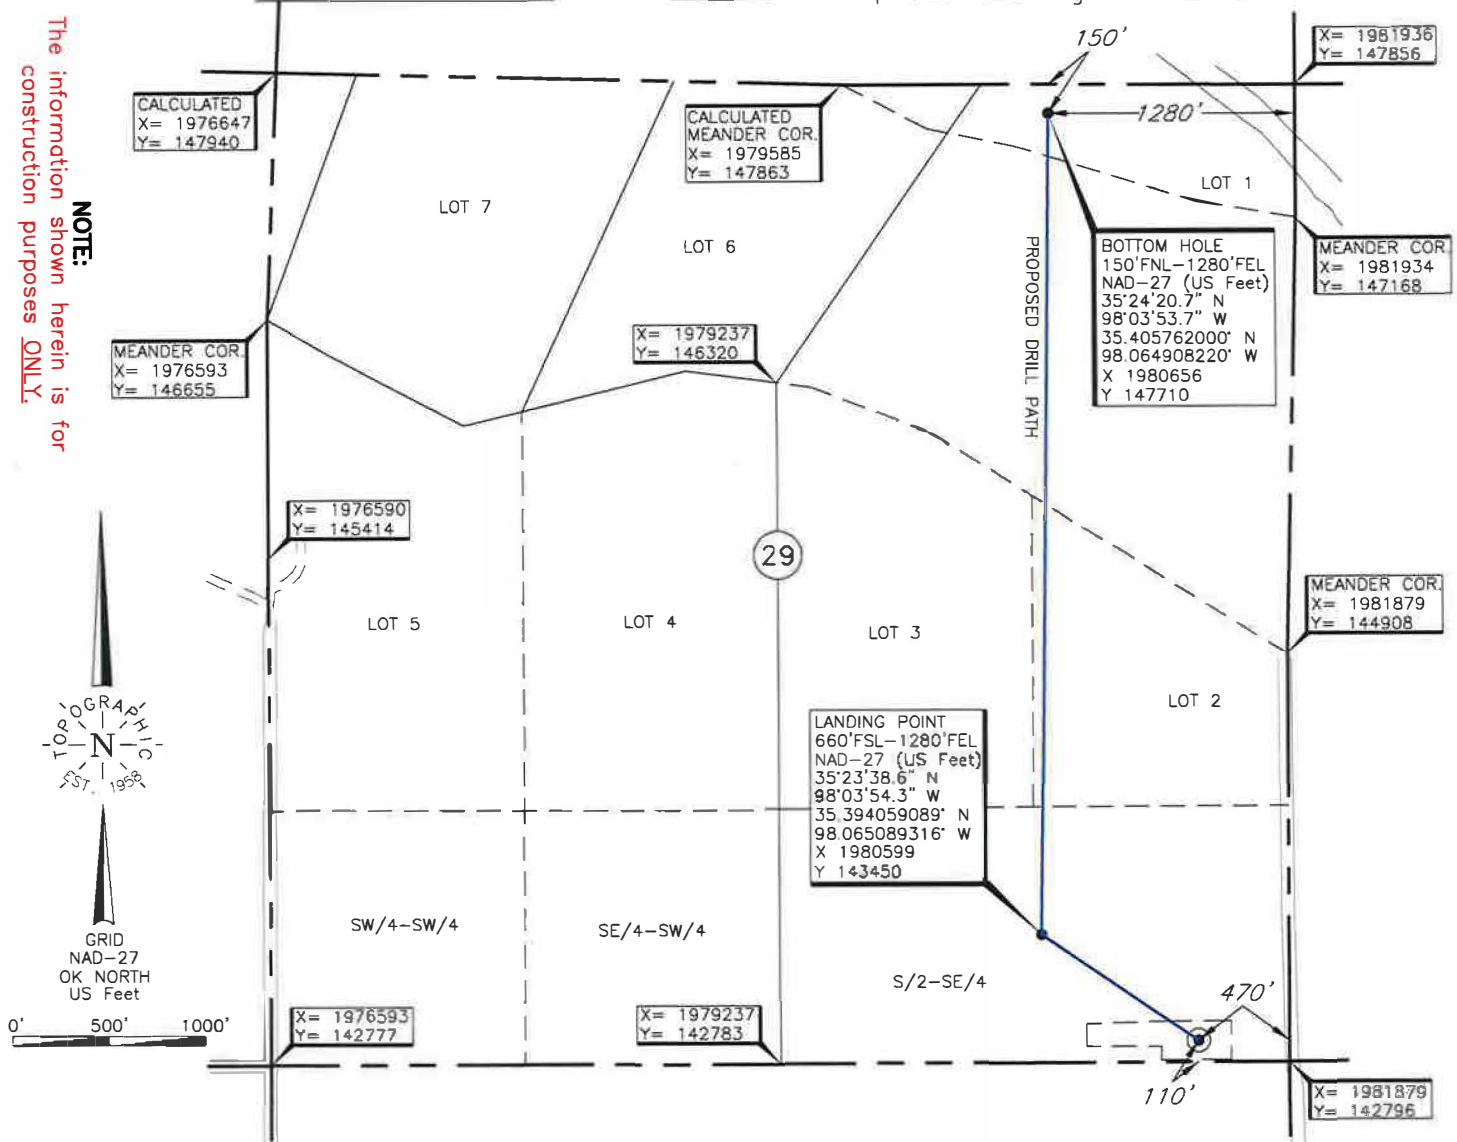 150'
X= 1981936
Y= 147856
CALCULATED
X= 1976647
Y= 147940
CALCULATED
MEANDER COR.
X= 1979585
Y= 147863
1280'
LOT 1
LOT 7
LOT 6
The information shown herein is for
construction purposes ONLY.
NOTE:
PROPOSED DRILL PATH
BOTTOM HOLE
150'FNL-1280'FEL
NAD-27 (US Feet)
35°24'20.7" N
98°03'53.7" W
35.405762000° N
98.064908220° W
X 1980656
Y 147710
MEANDER COR.
X= 1981934
Y= 147168
MEANDER COR.
X= 1976593
Y= 146655
X= 1979237
Y= 146320
X= 1976590
Y= 145414
29
MEANDER COR.
X= 1981879
Y= 144908
LOT 5
LOT 4
LOT 3
LOT 2
TOPOGRAPHIC
N
EST. 1958
LANDING POINT
660'FSL-1280'FEL
NAD-27 (US Feet)
35°23'38.6" N
98°03'54.3" W
35.394059089° N
98.065089316° W
X 1980599
Y 143450
SW/4-SW/4
SE/4-SW/4
S/2-SE/4
GRID
NAD-27
OK NORTH
US Feet
0' 500' 1000'
X= 1976593
Y= 142777
X= 1979237
Y= 142783
470'
110'
X= 1981879
Y= 142796